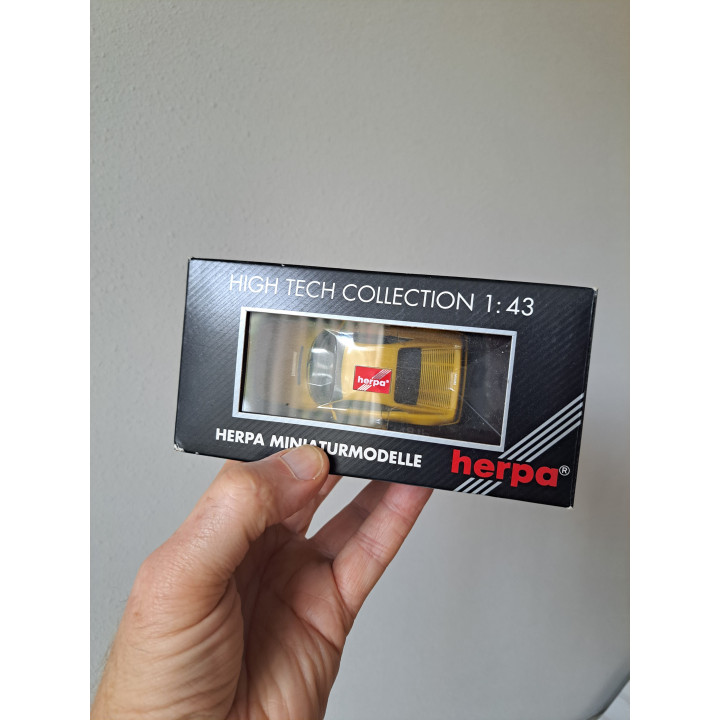 HIGH TECH COLLECTION 1:43
herpa®
HERPA MINIATURMODELLE
herpa®